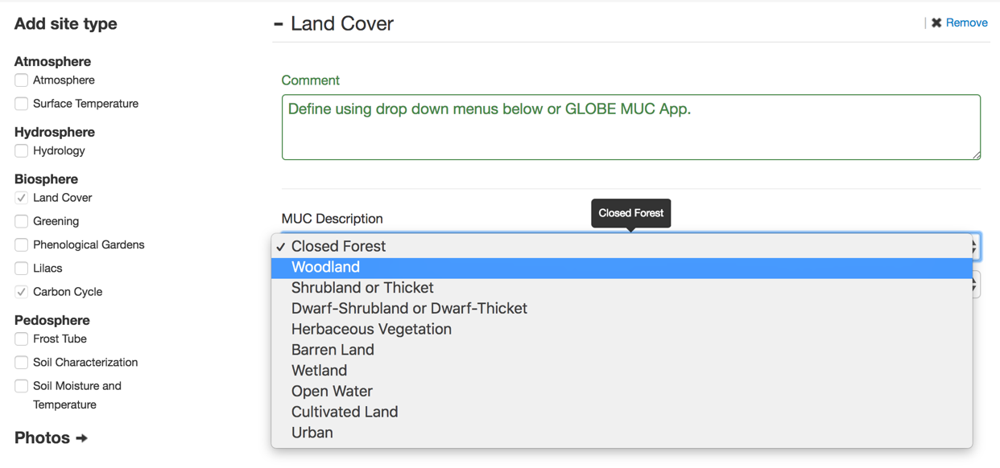 Add site type
Atmosphere
Atmosphere
Surface Temperature
Hydrosphere
Hydrology
Biosphere
Land Cover
Greening
Phenological Gardens
Lilacs
Carbon Cycle
Pedosphere
Frost Tube
Soil Characterization
Soil Moisture and
Temperature
Photos
Land Cover
Remove
Comment
Define using drop down menus below or GLOBE MUC App.
MUC Description
Closed Forest
Closed Forest
Woodland
Shrubland or Thicket
Dwarf-Shrubland or Dwarf-Thicket
Herbaceous Vegetation
Barren Land
Wetland
Open Water
Cultivated Land
Urban